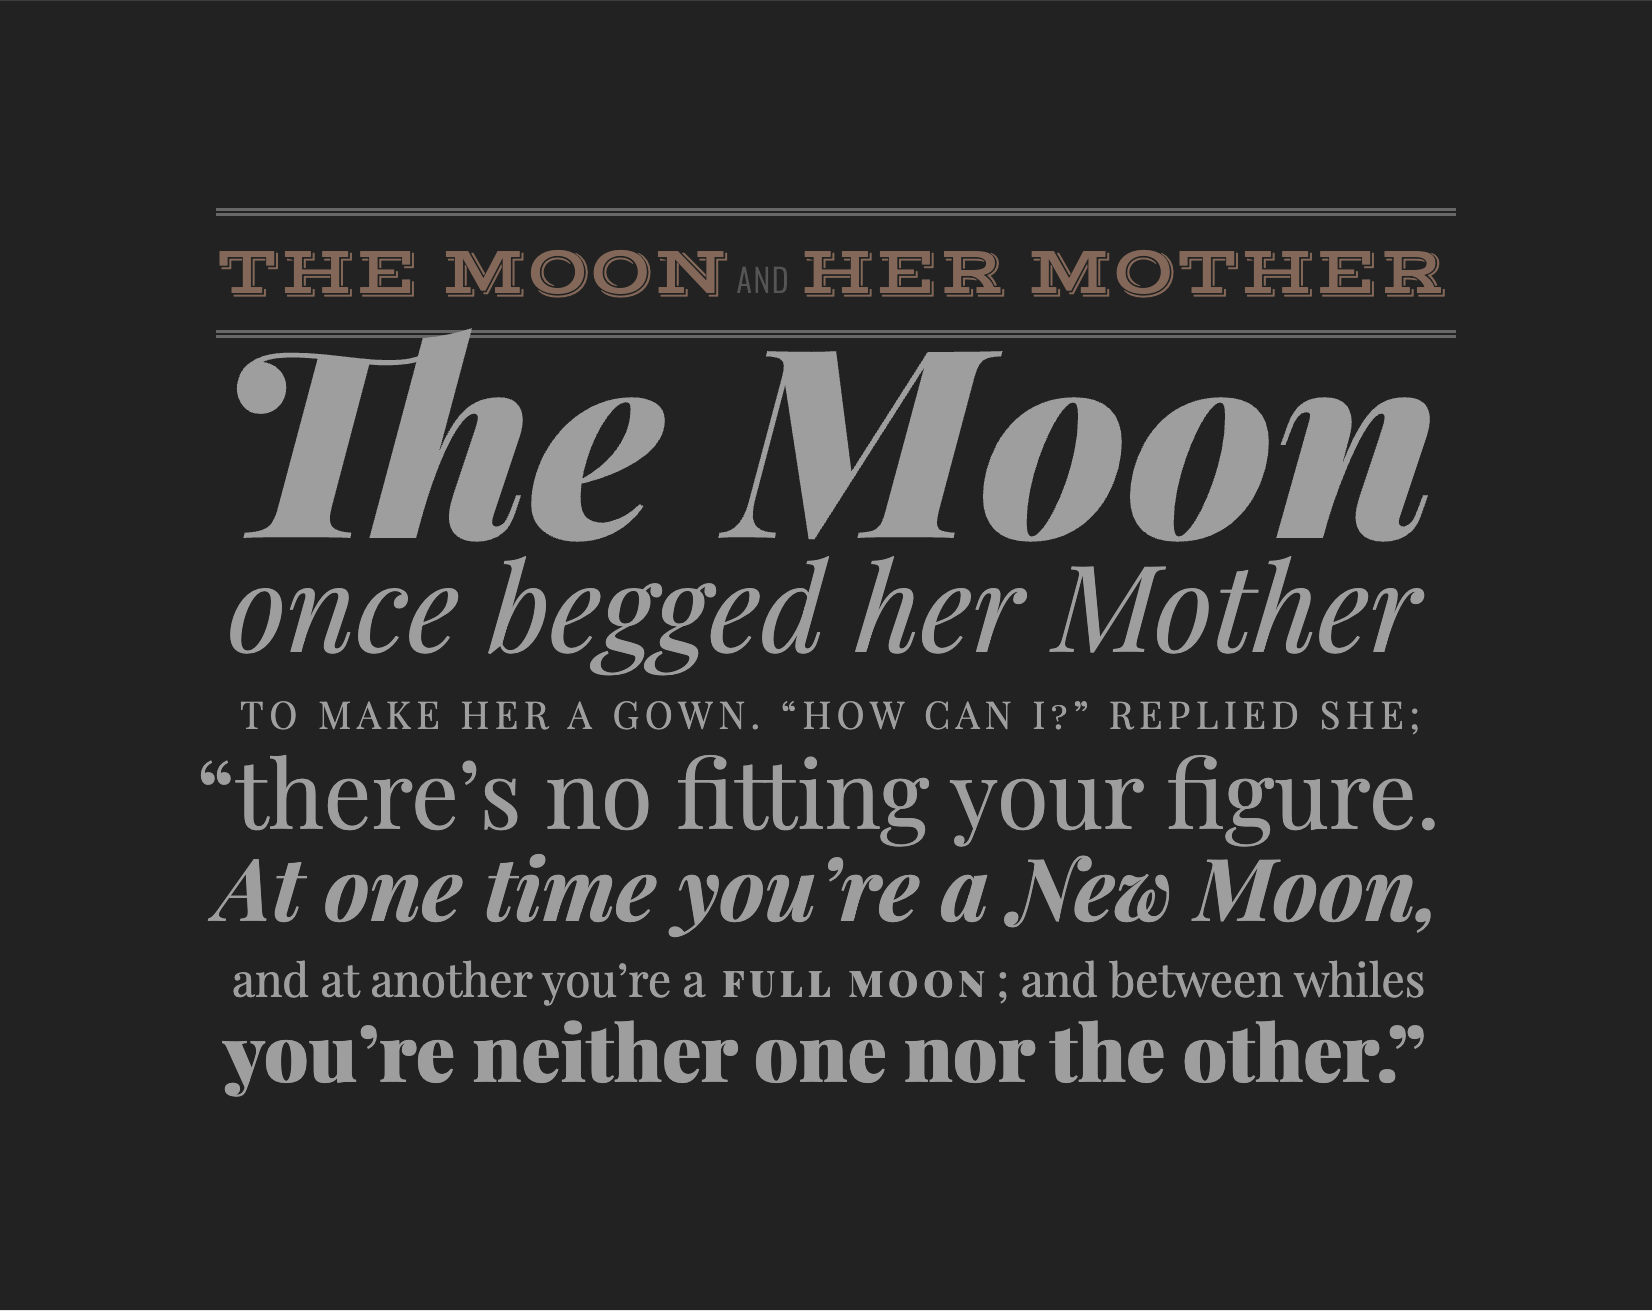 THE MOON AND HER MOTHER
The Moon
once begged her Mother
TO MAKE HER A GOWN. “HOW CAN I?” REPLIED SHE;
“there’s no fitting your figure.
At one time you’re a New Moon,
and at another you’re a FULL MOON; and between whiles
you’re neither one nor the other.”